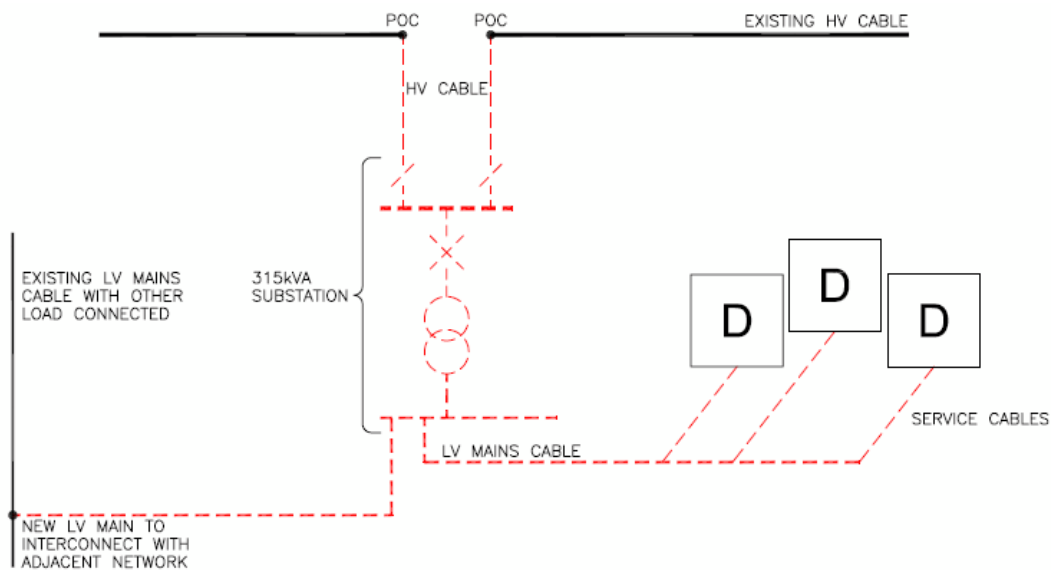 POC
POC
EXISTING HV CABLE
HV CABLE
EXISTING LV MAINS
CABLE WITH OTHER
LOAD CONNECTED
315kVA
SUBSTATION
D
D
D
SERVICE CABLES
LV MAINS CABLE
NEW LV MAIN TO
INTERCONNECT WITH
ADJACENT NETWORK